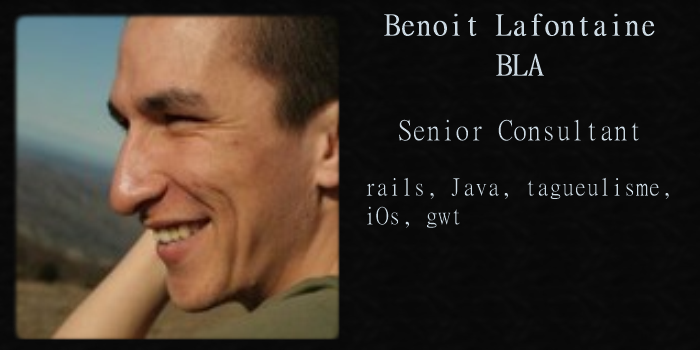 Benoit Lafontaine
BLA
Senior Consultant
rails, Java, tagueulisme,
iOs, gwt